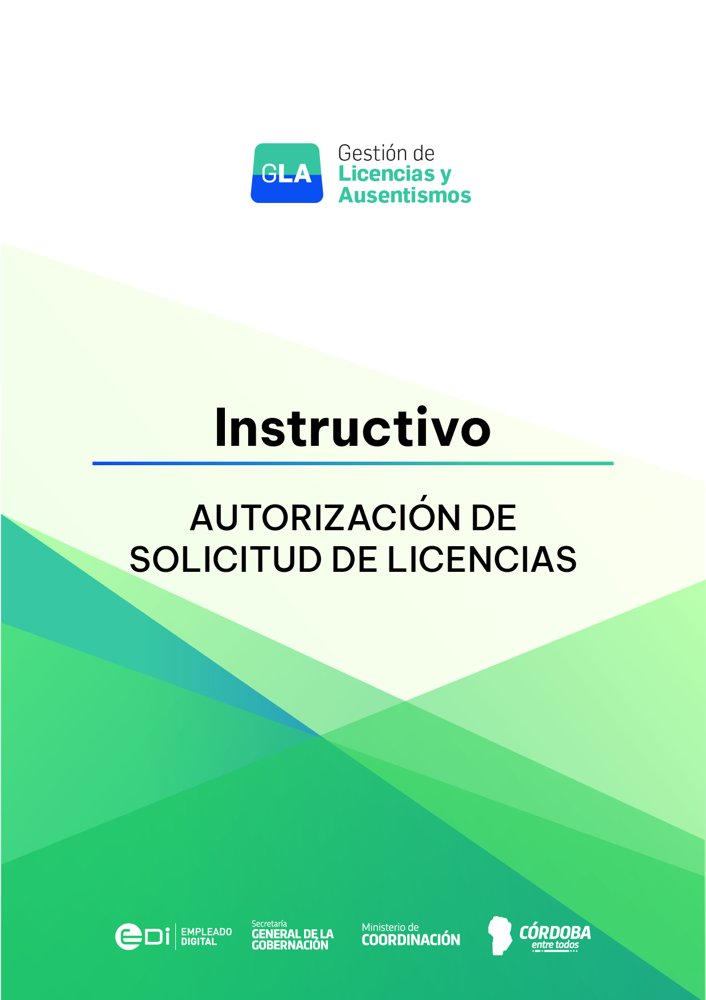 GLA
Gestión de
Licencias y
Ausentismos
Instructivo
AUTORIZACIÓN DE
SOLICITUD DE LICENCIAS
eDi
EMPLEADO
DIGITAL
Secretaría
GENERAL DE LA
GOBERNACIÓN
Ministerio de
COORDINACIÓN
CÓRDOBA
entre todos